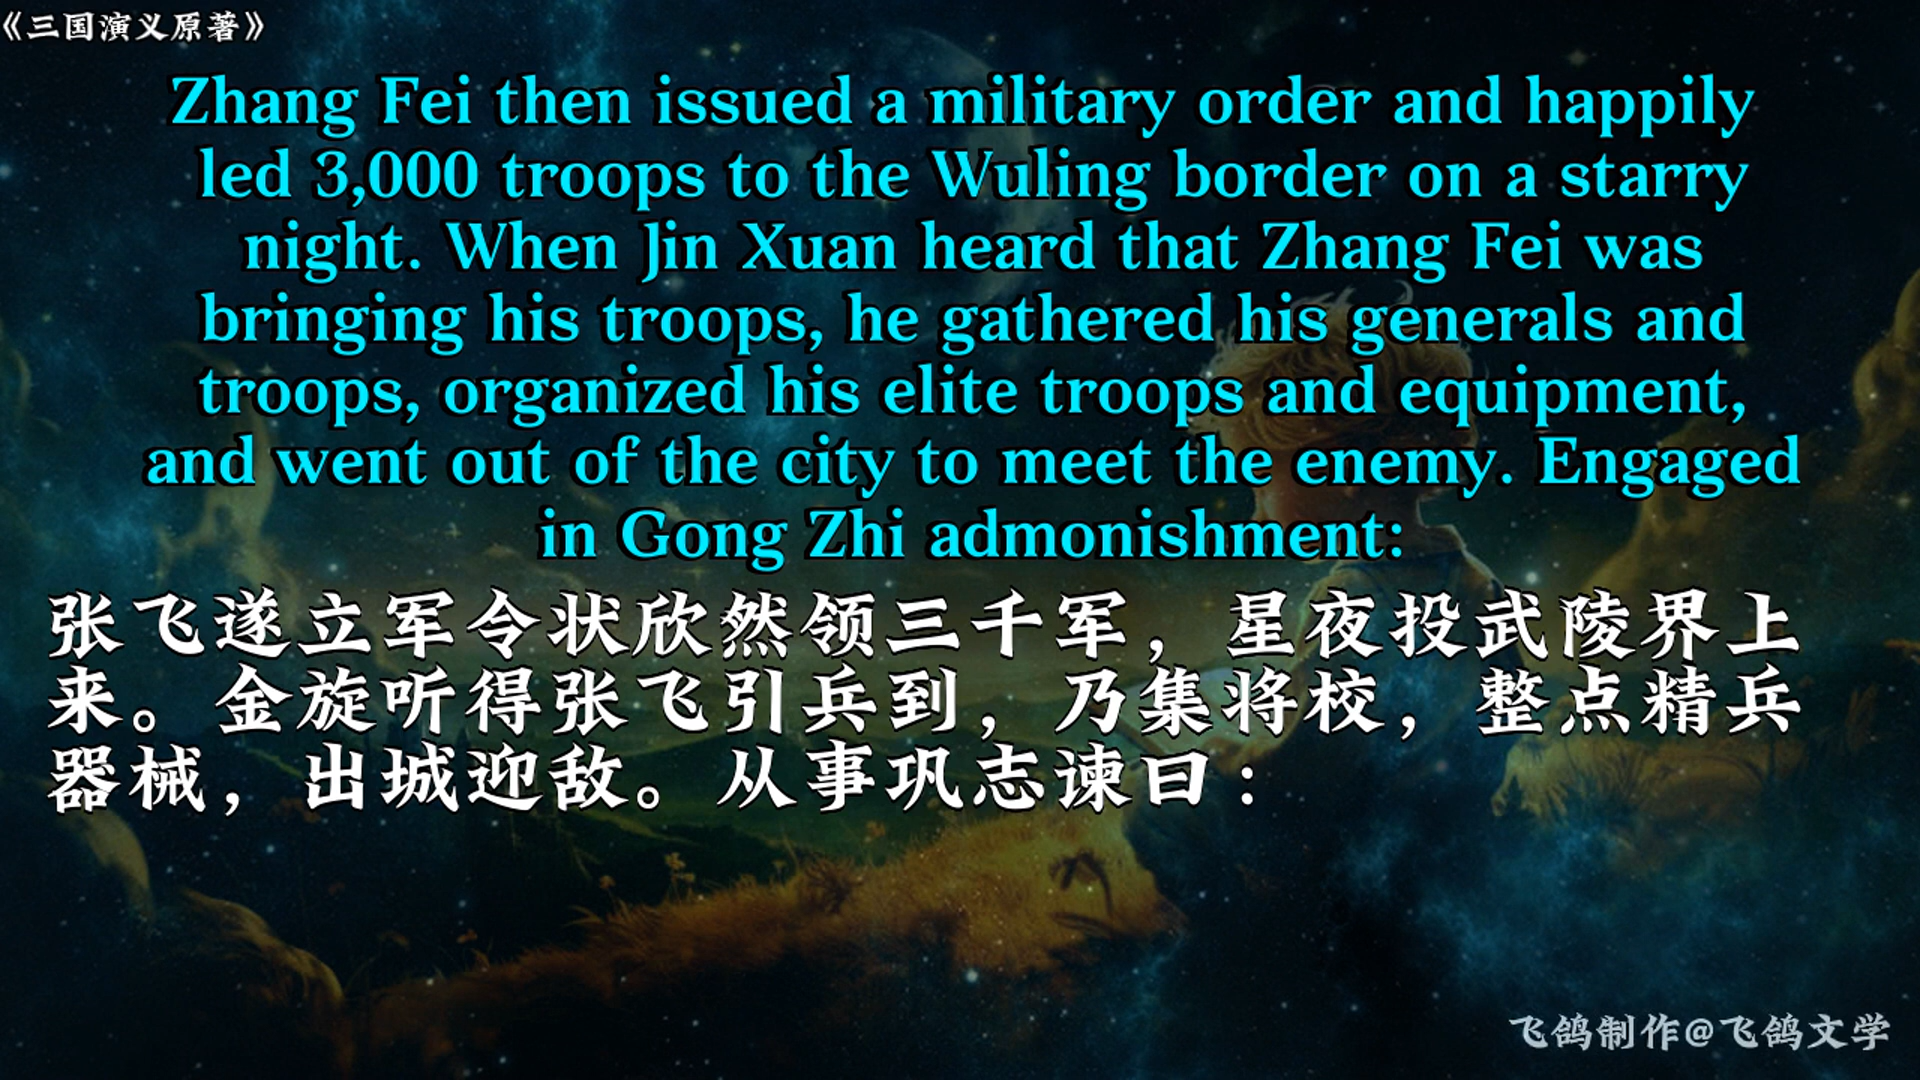 《三国演义原著》
Zhang Fei then issued a military order and happily
led 3,000 troops to the Wuling border on a starry
night. When Jin Xuan heard that Zhang Fei was
bringing his troops, he gathered his generals and
troops, organized his elite troops and equipment,
and went out of the city to meet the enemy. Engaged
in Gong Zhi admonishment:
张飞遂立军令状欣然领三千军，星夜投武陵界上
来。金旋听得张飞引兵到，乃集将校，整点精兵
器械，出城迎敌。从事巩志谏曰：
飞鸽制作@飞鸽文学